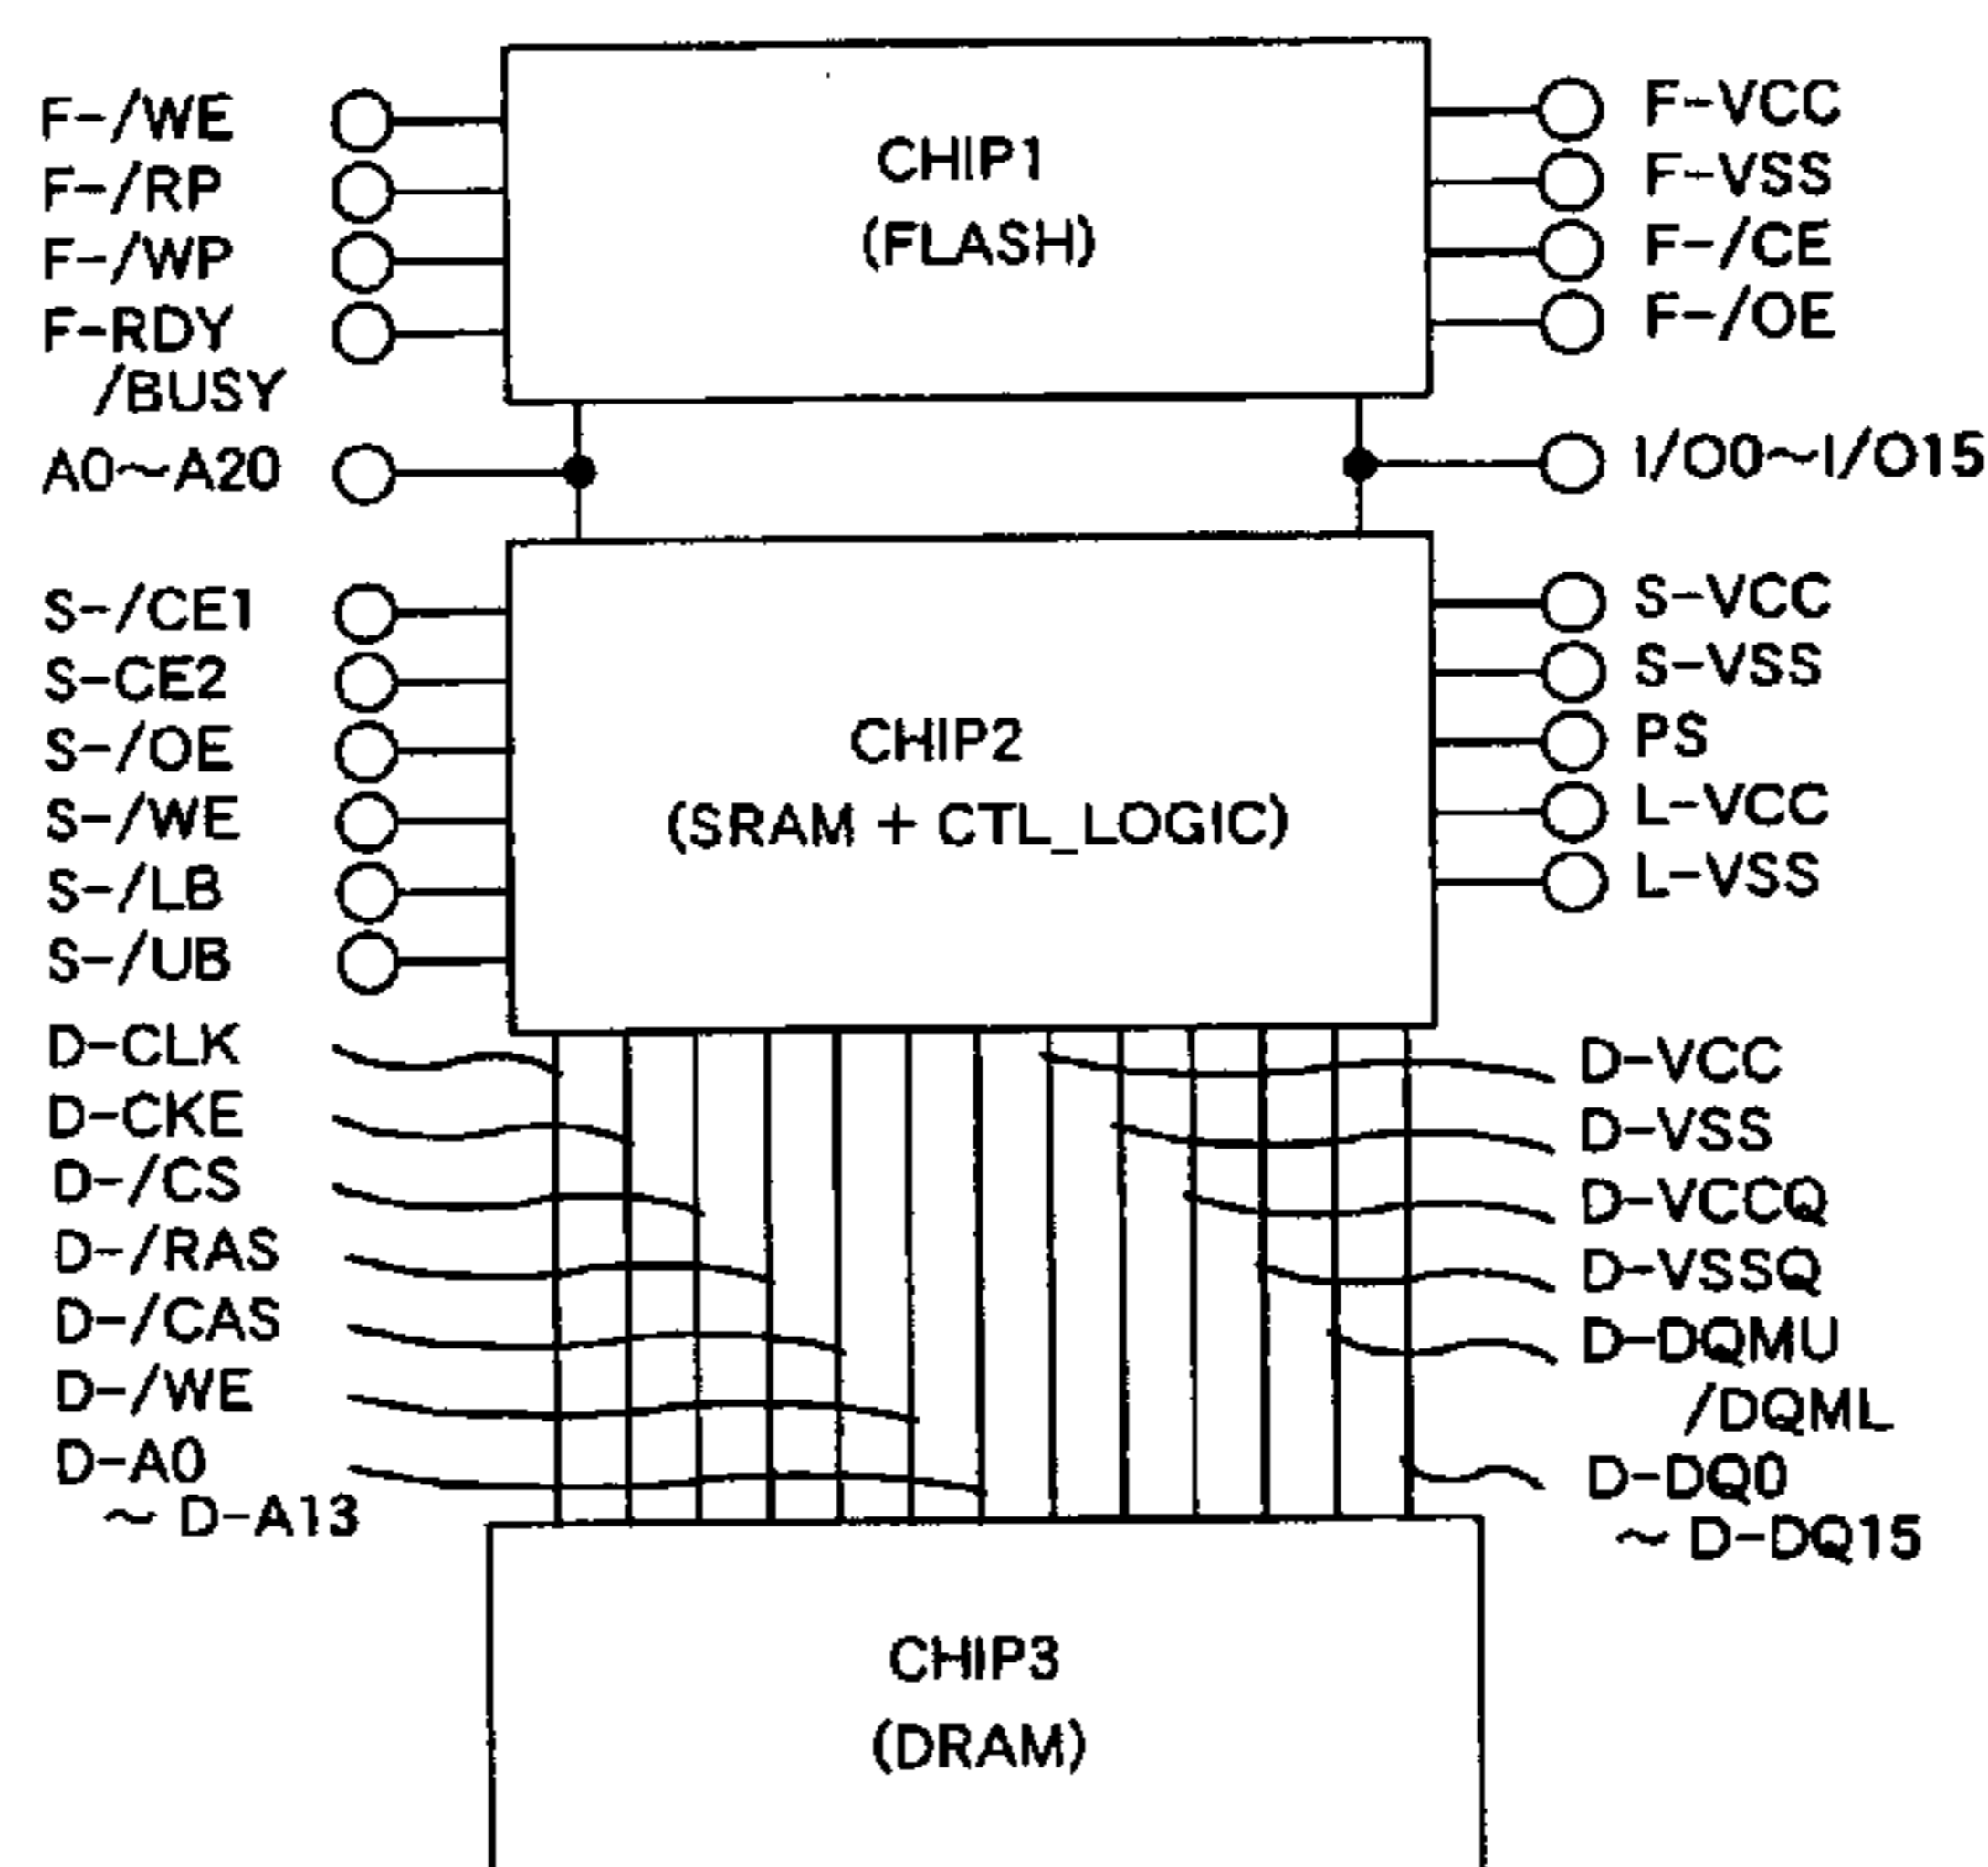 F-/WE
F-/RP
F-/WP
F-RDY
/BUSY
A0~A20
CHIP1
(FLASH)
F-VCC
F-VSS
F-/CE
F-/OE
I/O0~I/O15
S-/CE1
S-CE2
S-/OE
S-/WE
S-/LB
S-/UB
CHIP2
(SRAM + CTL_LOGIC)
S-VCC
S-VSS
PS
L-VCC
L-VSS
D-CLK
D-CKE
D-/CS
D-/RAS
D-/CAS
D-/WE
D-A0
~ D-A13
D-VCC
D-VSS
D-VCCQ
D-VSSQ
D-DQMU
/DQML
D-DQ0
~ D-DQ15
CHIP3
(DRAM)